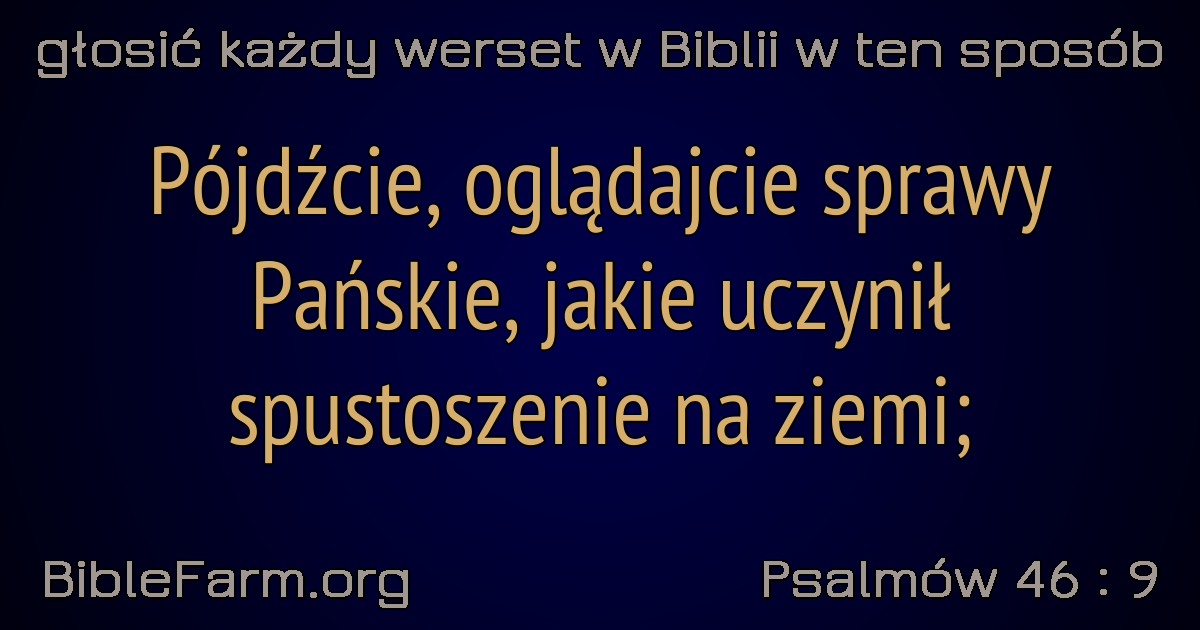 głosić każdy werset w Biblii w ten sposób
Pójdźcie, oglądajcie sprawy
Pańskie, jakie uczynił
spustoszenie na ziemi;
BibleFarm.org
Psalmów 46 : 9